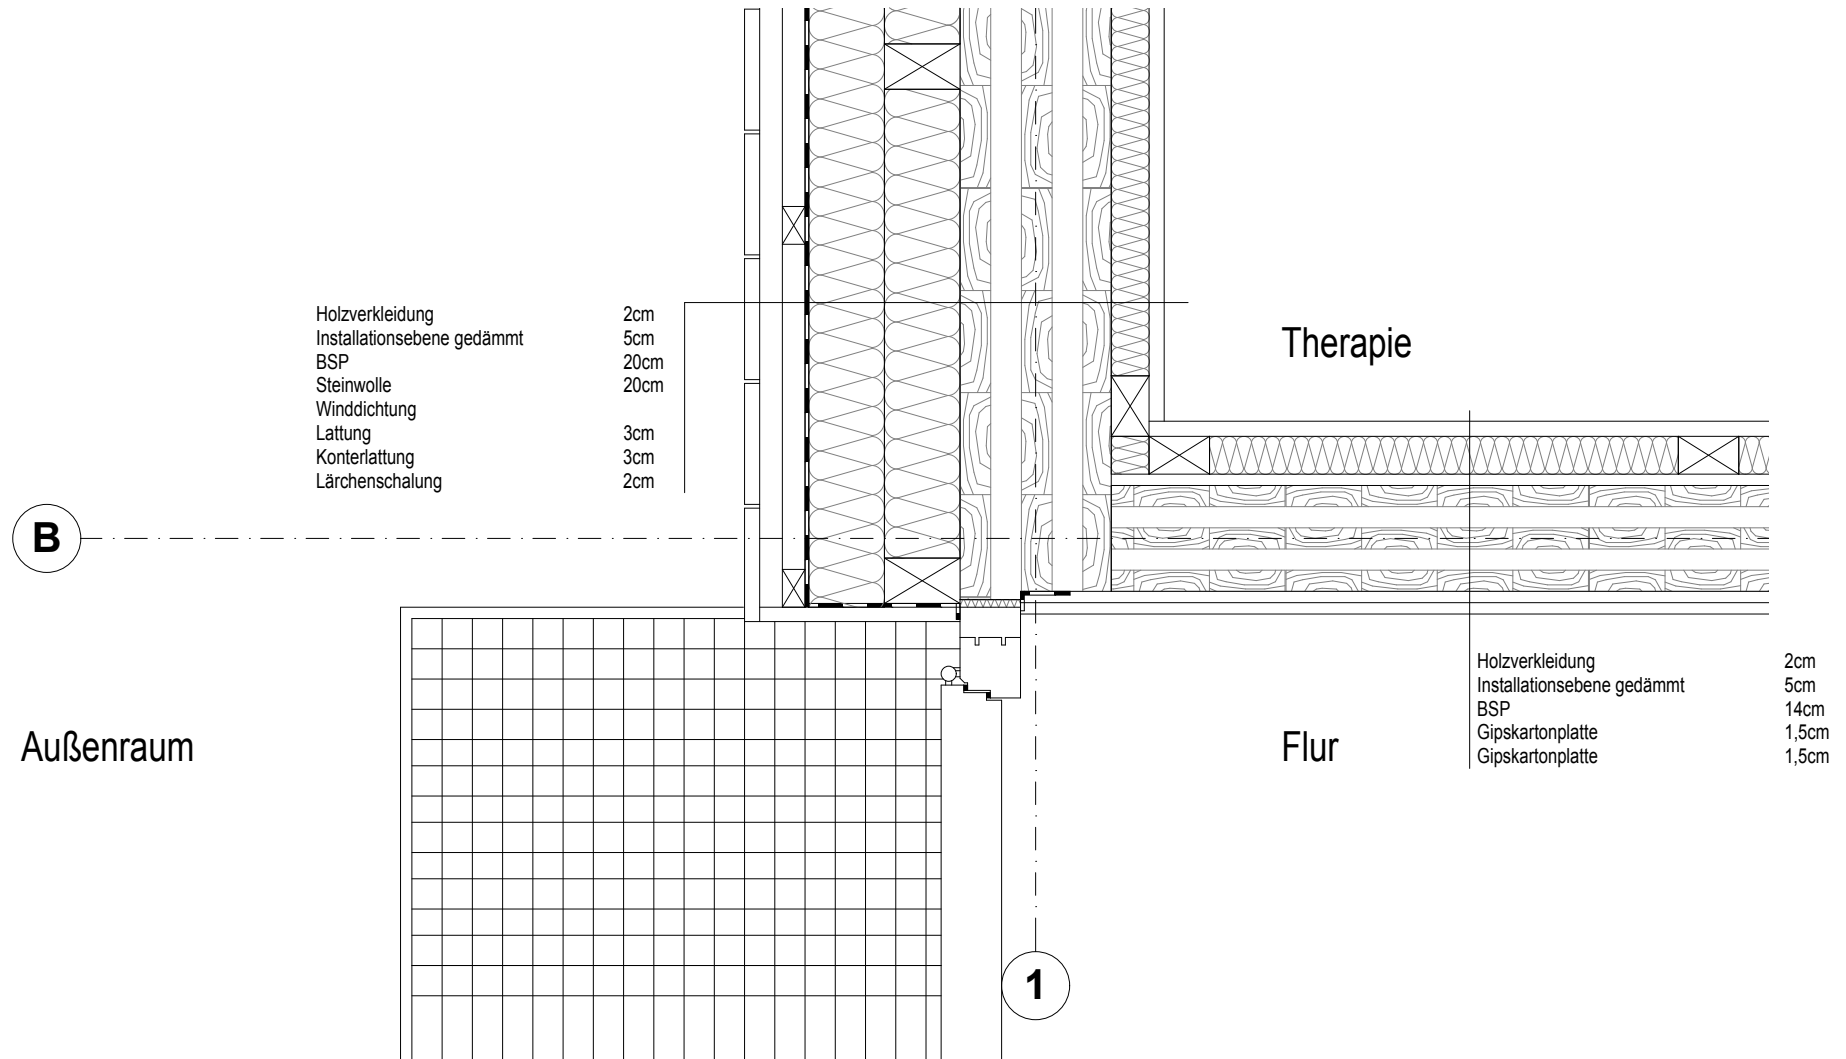 Holzverkleidung 2cm
Installationsebene gedämmt 5cm
BSP 20cm
Steinwolle 20cm
Winddichtung
Lattung 3cm
Konterlattung 3cm
Lärchenschalung 2cm
Therapie
B
Holzverkleidung 2cm
Installationsebene gedämmt 5cm
BSP 14cm
Gipskartonplatte 1,5cm
Gipskartonplatte 1,5cm
Außenraum
Flur
1